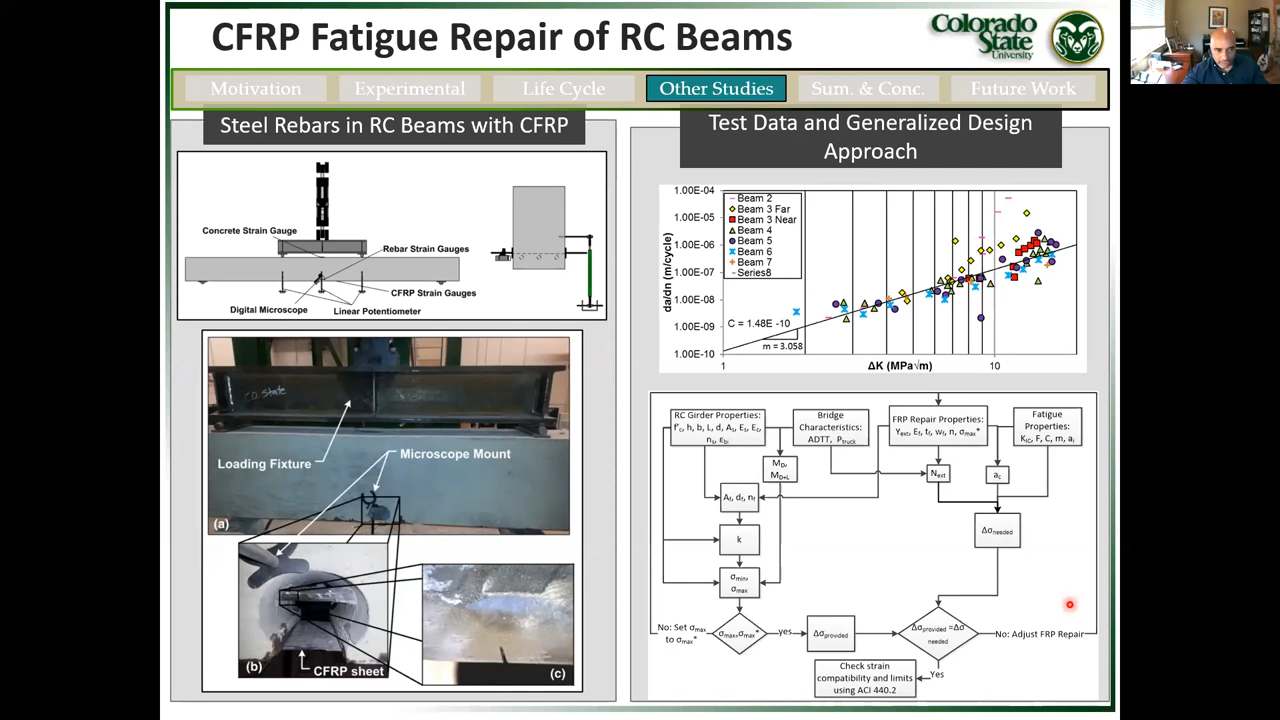 CFRP Fatigue Repair of RC Beams
Colorado
State
University
Motivation
Experimental
Life Cycle
Other Studies
Sum. & Conc.
Future Work
Steel Rebars in RC Beams with CFRP
Concrete Strain Gauge
Rebar Strain Gauges
CFRP Strain Gauges
Digital Microscope
Linear Potentiometer
CO. State
Loading Fixture
Microscope Mount
(a)
(b)
CFRP sheet
(c)
Test Data and Generalized Design
Approach
da/dn (m/cycle)
1.00E-04
1.00E-05
1.00E-06
1.00E-07
1.00E-08
1.00E-09
1.00E-10
Beam 2
Beam 3 Far
Beam 3 Near
Beam 4
Beam 5
Beam 6
Beam 7
Series8
C = 1.48E -10
m = 3.058
1
ΔK (MPa√m)
10
RC Girder Properties:
f'c, h, b, L, d, As, Es, Ec,
ns, εbi
Bridge
Characteristics:
ADTT, Ptruck
FRP Repair Properties:
Yext, Ef, tf, wf, n, σmax*
Fatigue
Properties:
KIC, F, C, m, ai
MD,
MD+L
Next
ac
Af, df, nf
Δσneeded
k
σmin,
σmax
No: Set σmax
to σmax*
σmax≤σmax*
yes
Δσprovided
Δσprovided =Δσ
needed
No: Adjust FRP Repair
Yes
Check strain
compatibility and limits
using ACI 440.2